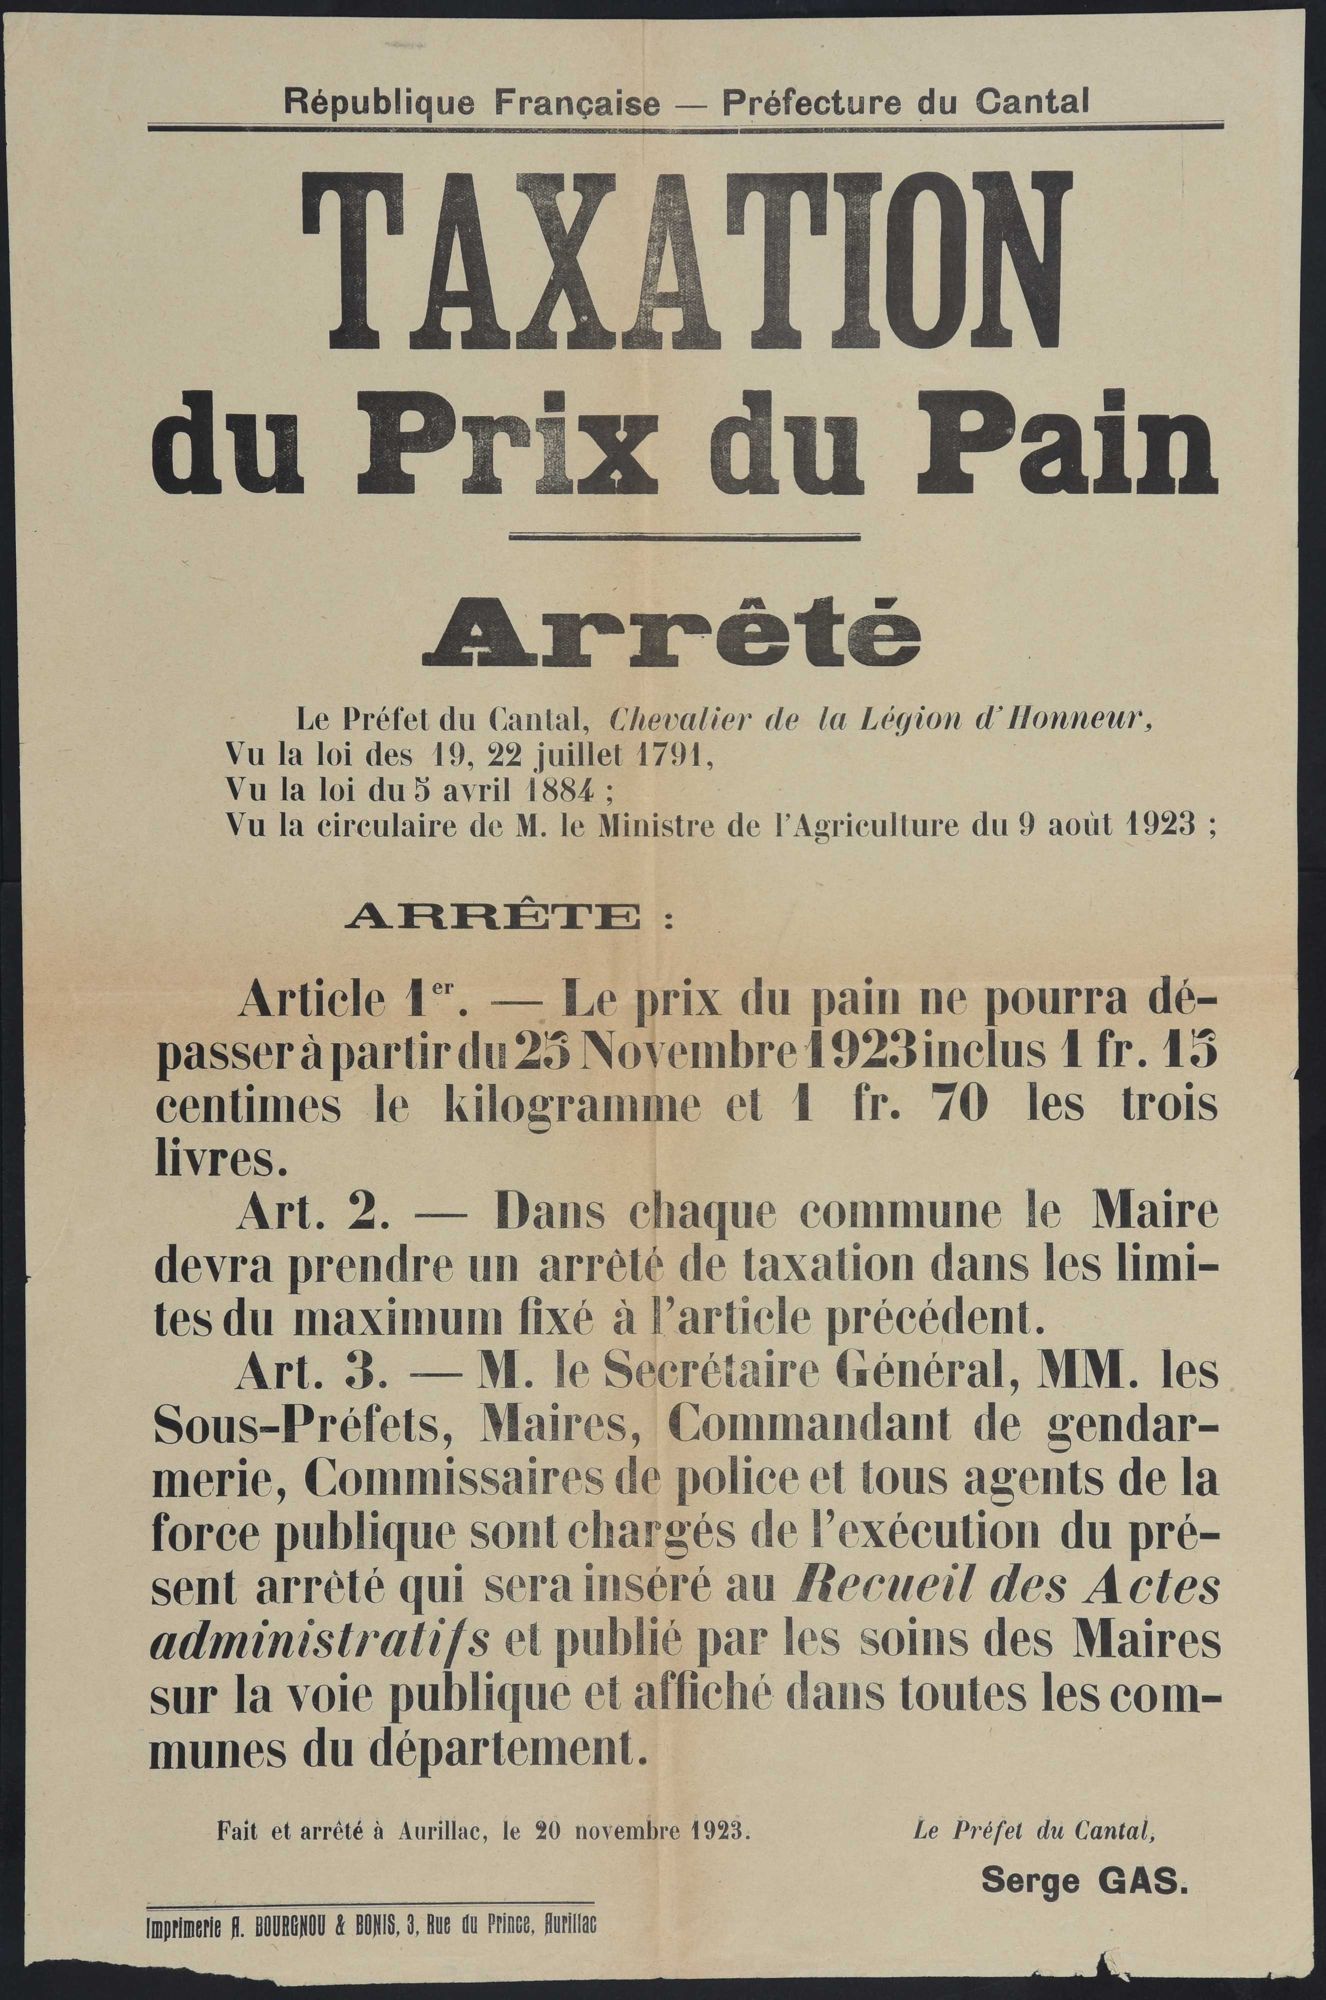 République Française — Préfecture du Cantal
TAXATION
du Prix du Pain
Arrêté
Le Préfet du Cantal, Chevalier de la Légion d'Honneur,
Vu la loi des 19, 22 juillet 1791,
Vu la loi du 5 avril 1884 ;
Vu la circulaire de M. le Ministre de l'Agriculture du 9 août 1923 ;
ARRÊTE :
Article 1er. — Le prix du pain ne pourra dé-
passer à partir du 25 Novembre 1923 inclus 1 fr. 15
centimes le kilogramme et 1 fr. 70 les trois
livres.
Art. 2. — Dans chaque commune le Maire
devra prendre un arrêté de taxation dans les limi-
tes du maximum fixé à l'article précédent.
Art. 3. — M. le Secrétaire Général, MM. les
Sous-Préfets, Maires, Commandant de gendar-
merie, Commissaires de police et tous agents de la
force publique sont chargés de l'exécution du pré-
sent arrêté qui sera inséré au Recueil des Actes
administratifs et publié par les soins des Maires
sur la voie publique et affiché dans toutes les com-
munes du département.
Fait et arrêté à Aurillac, le 20 novembre 1923.
Le Préfet du Cantal,
Serge GAS.
Imprimerie A. BOURGNOU & BONIS, 3, Rue du Prince, Aurillac